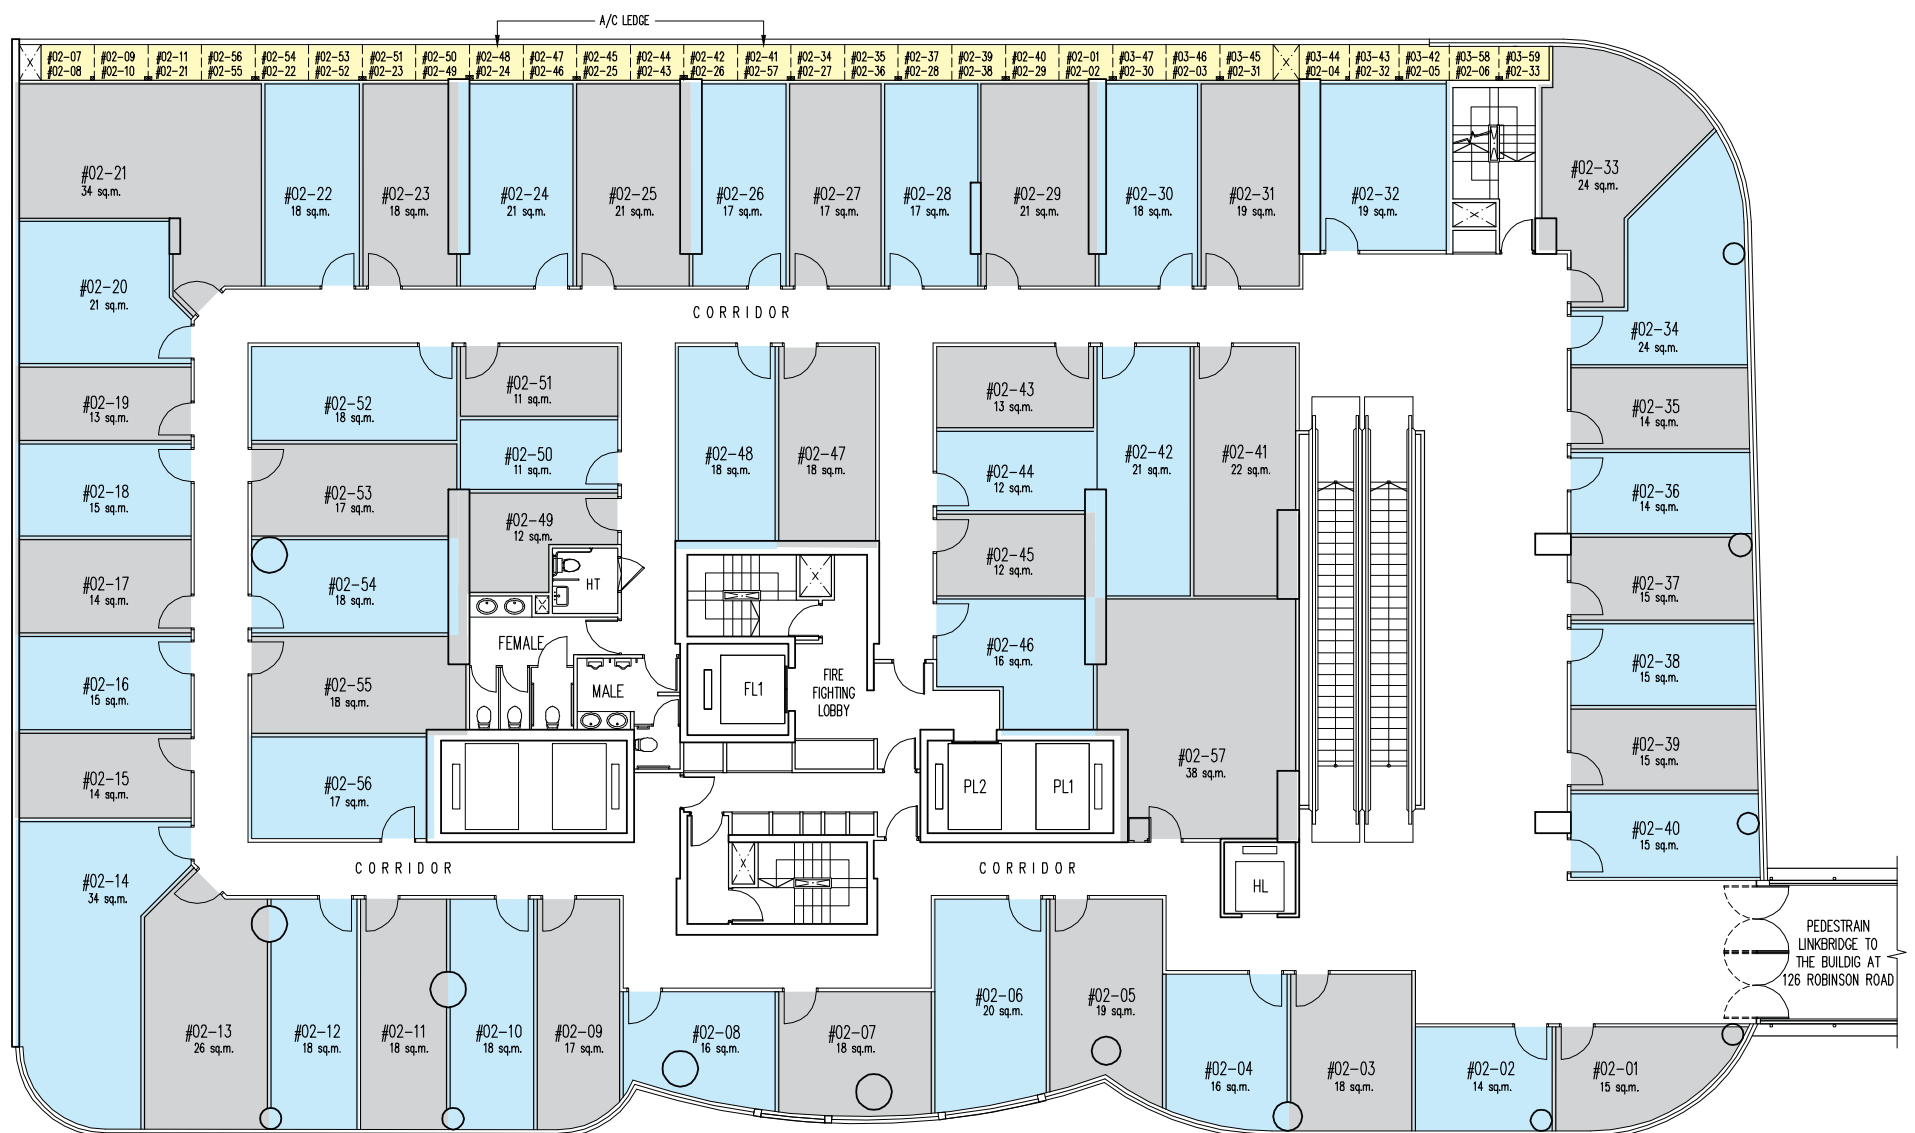 A/C LEDGE
#02-07 #02-09 #02-11 #02-56 #02-54 #02-53 #02-51 #02-50 #02-48 #02-47 #02-45 #02-44 #02-42 #02-41 #02-34 #02-35 #02-37 #02-39 #02-40 #02-01 #03-47 #03-46 #03-45 #03-44 #03-43 #03-42 #03-58 #03-59
X #02-08 #02-10 #02-21 #02-55 #02-22 #02-52 #02-23 #02-49 #02-24 #02-46 #02-25 #02-43 #02-26 #02-57 #02-27 #02-36 #02-28 #02-38 #02-29 #02-02 #02-30 #02-03 #02-31 X #02-04 #02-32 #02-05 #02-06 #02-33
#02-21
34 sq.m.
#02-22
18 sq.m.
#02-23
18 sq.m.
#02-24
21 sq.m.
#02-25
21 sq.m.
#02-26
17 sq.m.
#02-27
17 sq.m.
#02-28
17 sq.m.
#02-29
21 sq.m.
#02-30
18 sq.m.
#02-31
19 sq.m.
#02-32
19 sq.m.
X
#02-33
24 sq.m.
#02-20
21 sq.m.
CORRIDOR
#02-34
24 sq.m.
#02-19
13 sq.m.
#02-52
18 sq.m.
#02-51
11 sq.m.
#02-50
11 sq.m.
#02-48
18 sq.m.
#02-47
18 sq.m.
#02-43
13 sq.m.
#02-44
12 sq.m.
#02-42
21 sq.m.
#02-41
22 sq.m.
#02-35
14 sq.m.
#02-18
15 sq.m.
#02-53
17 sq.m.
#02-49
12 sq.m.
#02-45
12 sq.m.
#02-36
14 sq.m.
#02-17
14 sq.m.
#02-54
18 sq.m.
HT
X
X
#02-37
15 sq.m.
FEMALE
#02-46
16 sq.m.
#02-38
15 sq.m.
#02-16
15 sq.m.
#02-55
18 sq.m.
MALE
FL1
FIRE
FIGHTING
LOBBY
#02-39
15 sq.m.
#02-15
14 sq.m.
#02-56
17 sq.m.
PL2
PL1
#02-57
38 sq.m.
#02-40
15 sq.m.
CORRIDOR
X
CORRIDOR
HL
#02-14
34 sq.m.
PEDESTRAIN
LINKBRIDGE TO
THE BUILDIG AT
126 ROBINSON ROAD
#02-13
26 sq.m.
#02-12
18 sq.m.
#02-11
18 sq.m.
#02-10
18 sq.m.
#02-09
17 sq.m.
#02-08
16 sq.m.
#02-07
18 sq.m.
#02-06
20 sq.m.
#02-05
19 sq.m.
#02-04
16 sq.m.
#02-03
18 sq.m.
#02-02
14 sq.m.
#02-01
15 sq.m.